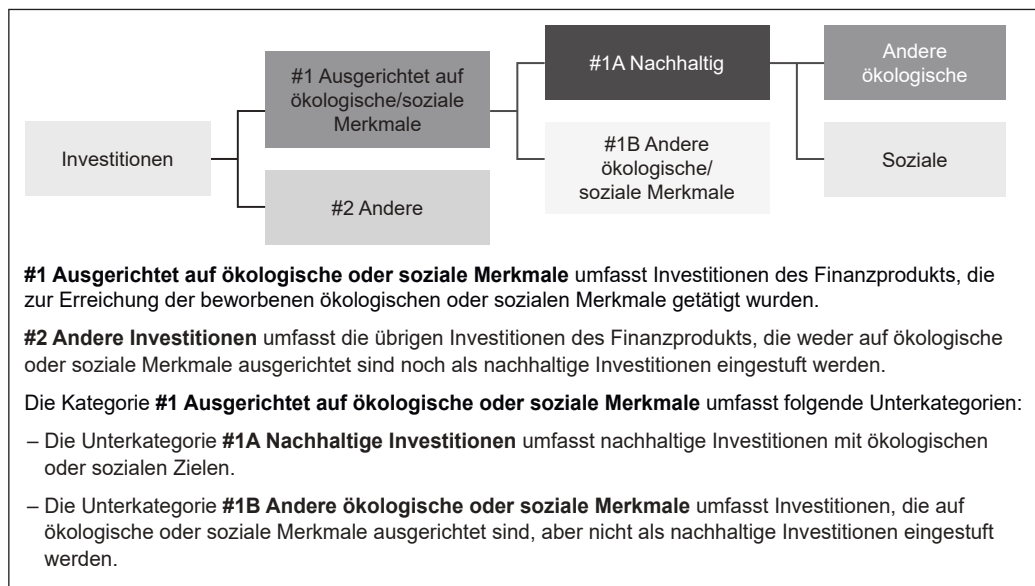 #1 Ausgerichtet auf
ökologische/soziale
Merkmale
#1A Nachhaltig
Andere
ökologische
Investitionen
#1B Andere
ökologische/
soziale Merkmale
Soziale
#2 Andere
#1 Ausgerichtet auf ökologische oder soziale Merkmale umfasst Investitionen des Finanzprodukts, die
zur Erreichung der beworbenen ökologischen oder sozialen Merkmale getätigt wurden.
#2 Andere Investitionen umfasst die übrigen Investitionen des Finanzprodukts, die weder auf ökologische
oder soziale Merkmale ausgerichtet sind noch als nachhaltige Investitionen eingestuft werden.
Die Kategorie #1 Ausgerichtet auf ökologische oder soziale Merkmale umfasst folgende Unterkategorien:
– Die Unterkategorie #1A Nachhaltige Investitionen umfasst nachhaltige Investitionen mit ökologischen
oder sozialen Zielen.
– Die Unterkategorie #1B Andere ökologische oder soziale Merkmale umfasst Investitionen, die auf
ökologische oder soziale Merkmale ausgerichtet sind, aber nicht als nachhaltige Investitionen eingestuft
werden.